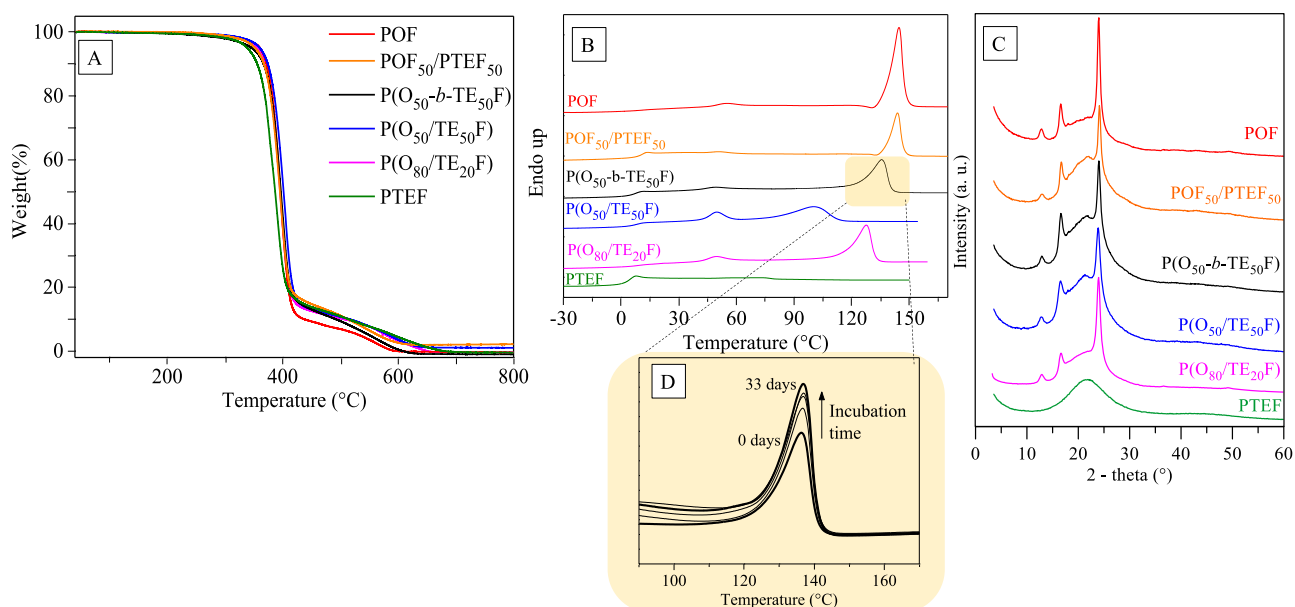 A
100
80
60
40
20
0
Weight(%)
200
400
600
800
Temperature (°C)
POF
POF50/PTEF50
P(O50-b-TE50F)
P(O50/TE50F)
P(O80/TE20F)
PTEF
B
Endo up
POF
POF50/PTEF50
P(O50-b-TE50F)
P(O50/TE50F)
P(O80/TE20F)
PTEF
-30
0
30
60
90
120
150
Temperature (°C)
D
33 days
0 days
Incubation
time
100
120
140
160
Temperature (°C)
C
Intensity (a. u.)
POF
POF50/PTEF50
P(O50-b-TE50F)
P(O50/TE50F)
P(O80/TE20F)
PTEF
0
10
20
30
40
50
60
2 - theta (°)